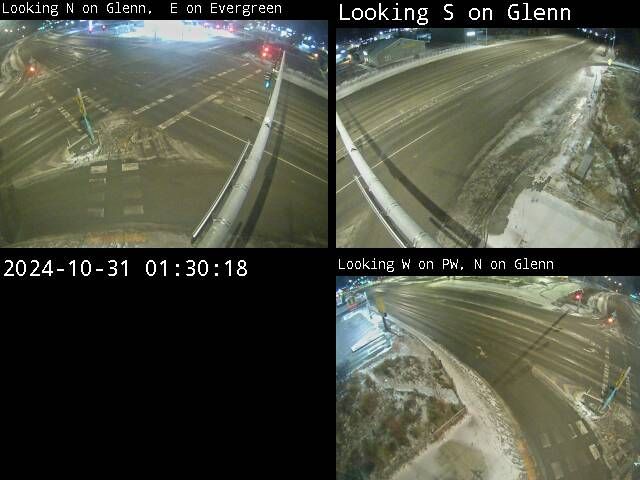 Looking N on Glenn, E on Evergreen
Looking S on Glenn
2024-10-31 01:30:18
Looking W on PW, N on Glenn